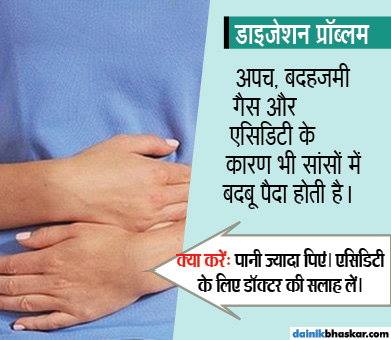 डाइजेशन प्रॉब्लम
अपच, बदहजमी
गैस और
एसिडिटी के
कारण भी सांसों में
बदबू पैदा होती है।
क्या करेंः पानी ज्यादा पिएं। एसिडिटी
के लिए डॉक्टर की सलाह लें।
dainikbhaskar.com